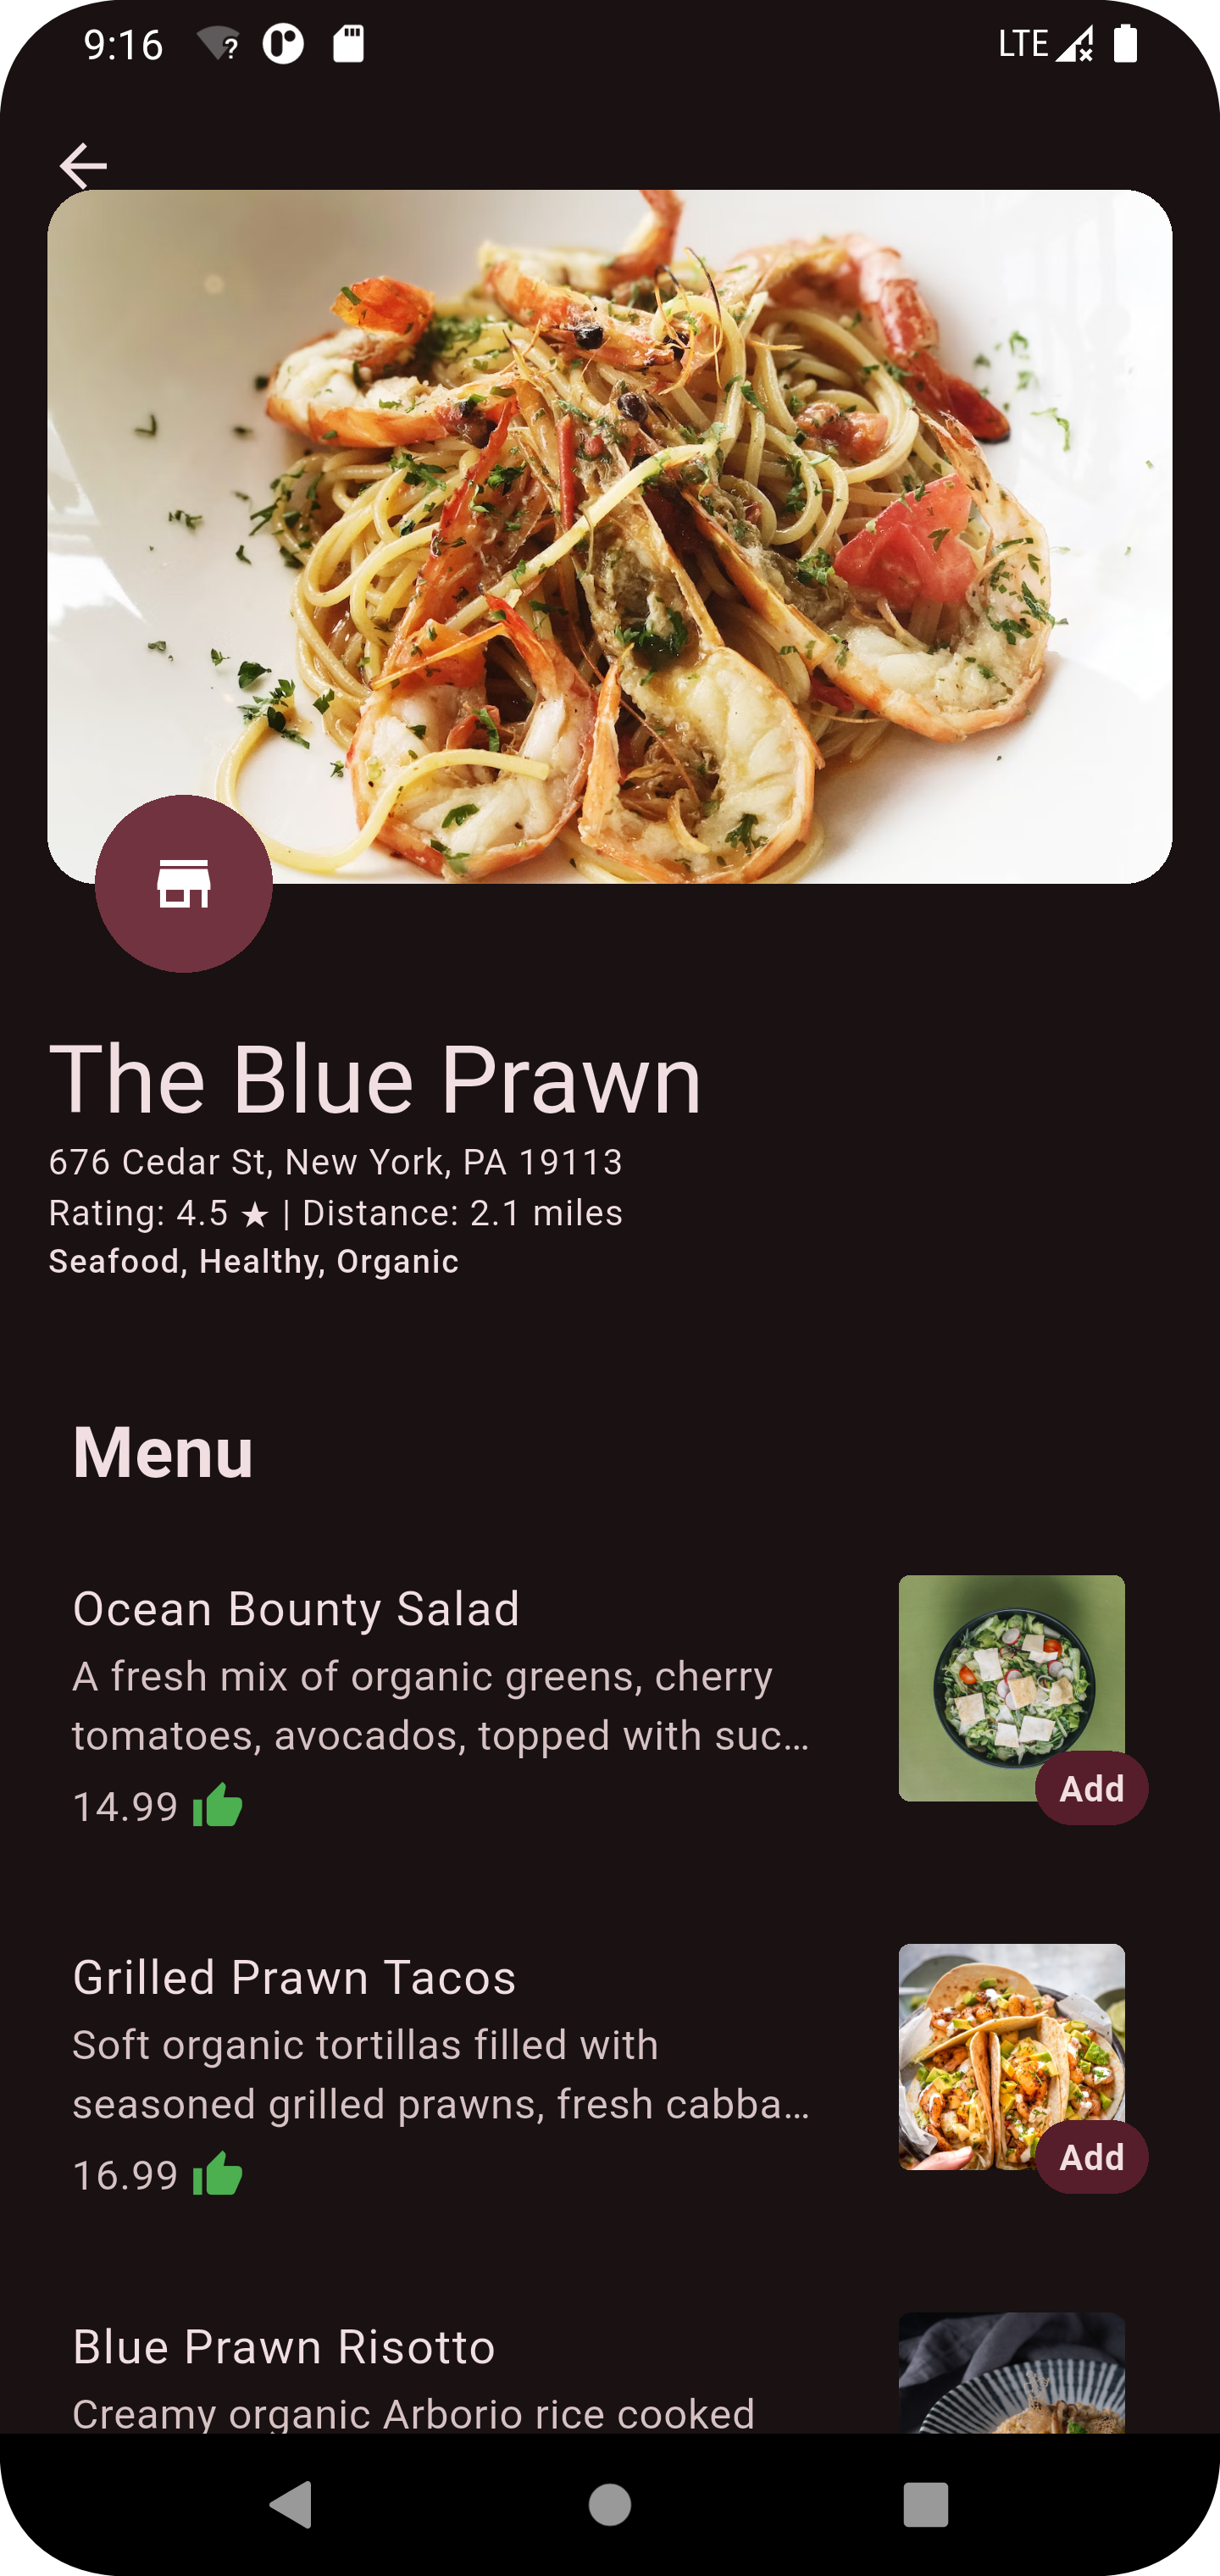 9:16
LTE
The Blue Prawn
676 Cedar St, New York, PA 19113
Rating: 4.5 ★ | Distance: 2.1 miles
Seafood, Healthy, Organic
Menu
Ocean Bounty Salad
A fresh mix of organic greens, cherry
tomatoes, avocados, topped with suc…
14.99
Add
Grilled Prawn Tacos
Soft organic tortillas filled with
seasoned grilled prawns, fresh cabba…
16.99
Add
Blue Prawn Risotto
Creamy organic Arborio rice cooked